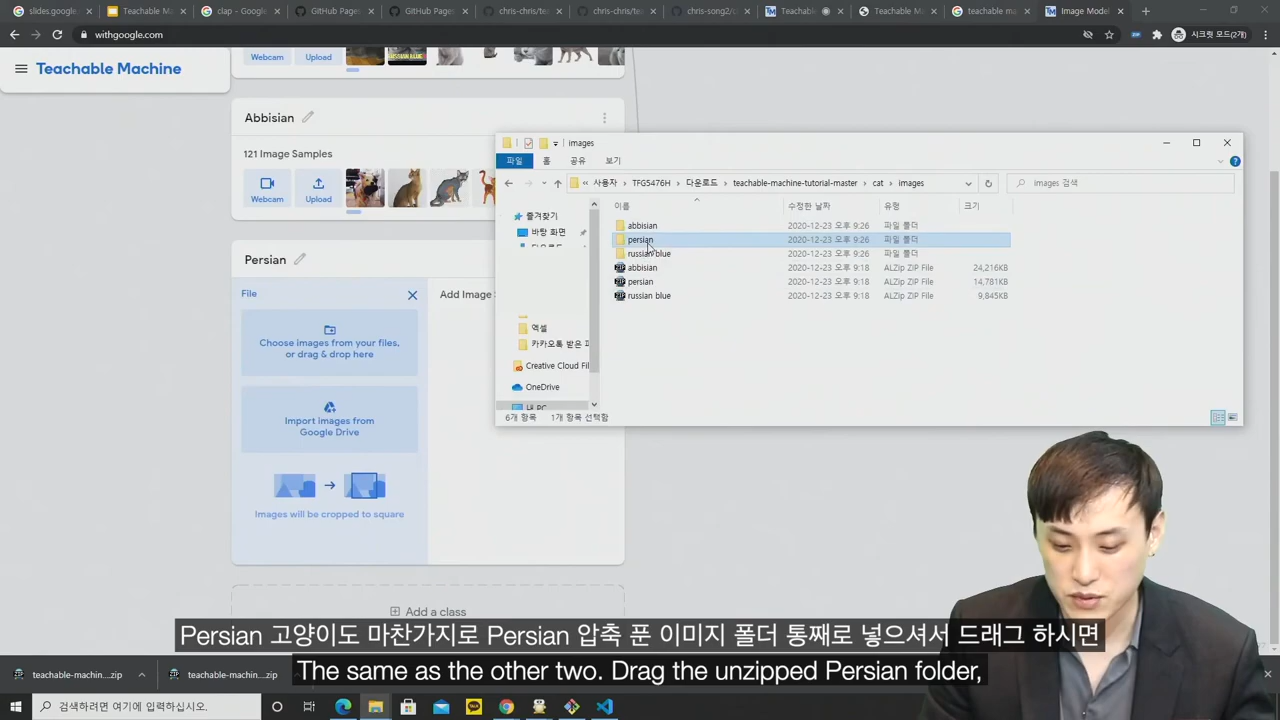 slides.google.
Teachable Ma
clap - Google
GitHub Pages
GitHub Pages
chris-chris/te
chris-chris/te
chris-song2/c
Teachabl
Teachable M
teachable ma
Image Model
withgoogle.com
시크릿 모드(2개)
Teachable Machine
Webcam
Upload
Abbisian
121 Image Samples
Webcam
Upload
Persian
File
Add Image S
Choose images from your files,
or drag & drop here
Import images from
Google Drive
Images will be cropped to square
Add a class
images
파일
홈
공유
보기
사용자
TFG5476H
다운로드
teachable-machine-tutorial-master
cat
images
images 검색
이름
수정한 날짜
유형
크기
즐겨찾기
바탕 화면
엑셀
카카오톡 받은 파
Creative Cloud Fil
OneDrive
내 PC
abbisian 2020-12-23 오후 9:26 파일 폴더
persian 2020-12-23 오후 9:26 파일 폴더
russian blue 2020-12-23 오후 9:26 파일 폴더
abbisian 2020-12-23 오후 9:18 ALZip ZIP File 24,216KB
persian 2020-12-23 오후 9:18 ALZip ZIP File 14,781KB
russian blue 2020-12-23 오후 9:18 ALZip ZIP File 9,845KB
6개 항목
1개 항목 선택함
Persian 고양이도 마찬가지로 Persian 압축 푼 이미지 폴더 통째로 넣으셔서 드래그 하시면
The same as the other two. Drag the unzipped Persian folder,
teachable-machin....zip
teachable-machin....zip
검색하려면 여기에 입력하십시오.